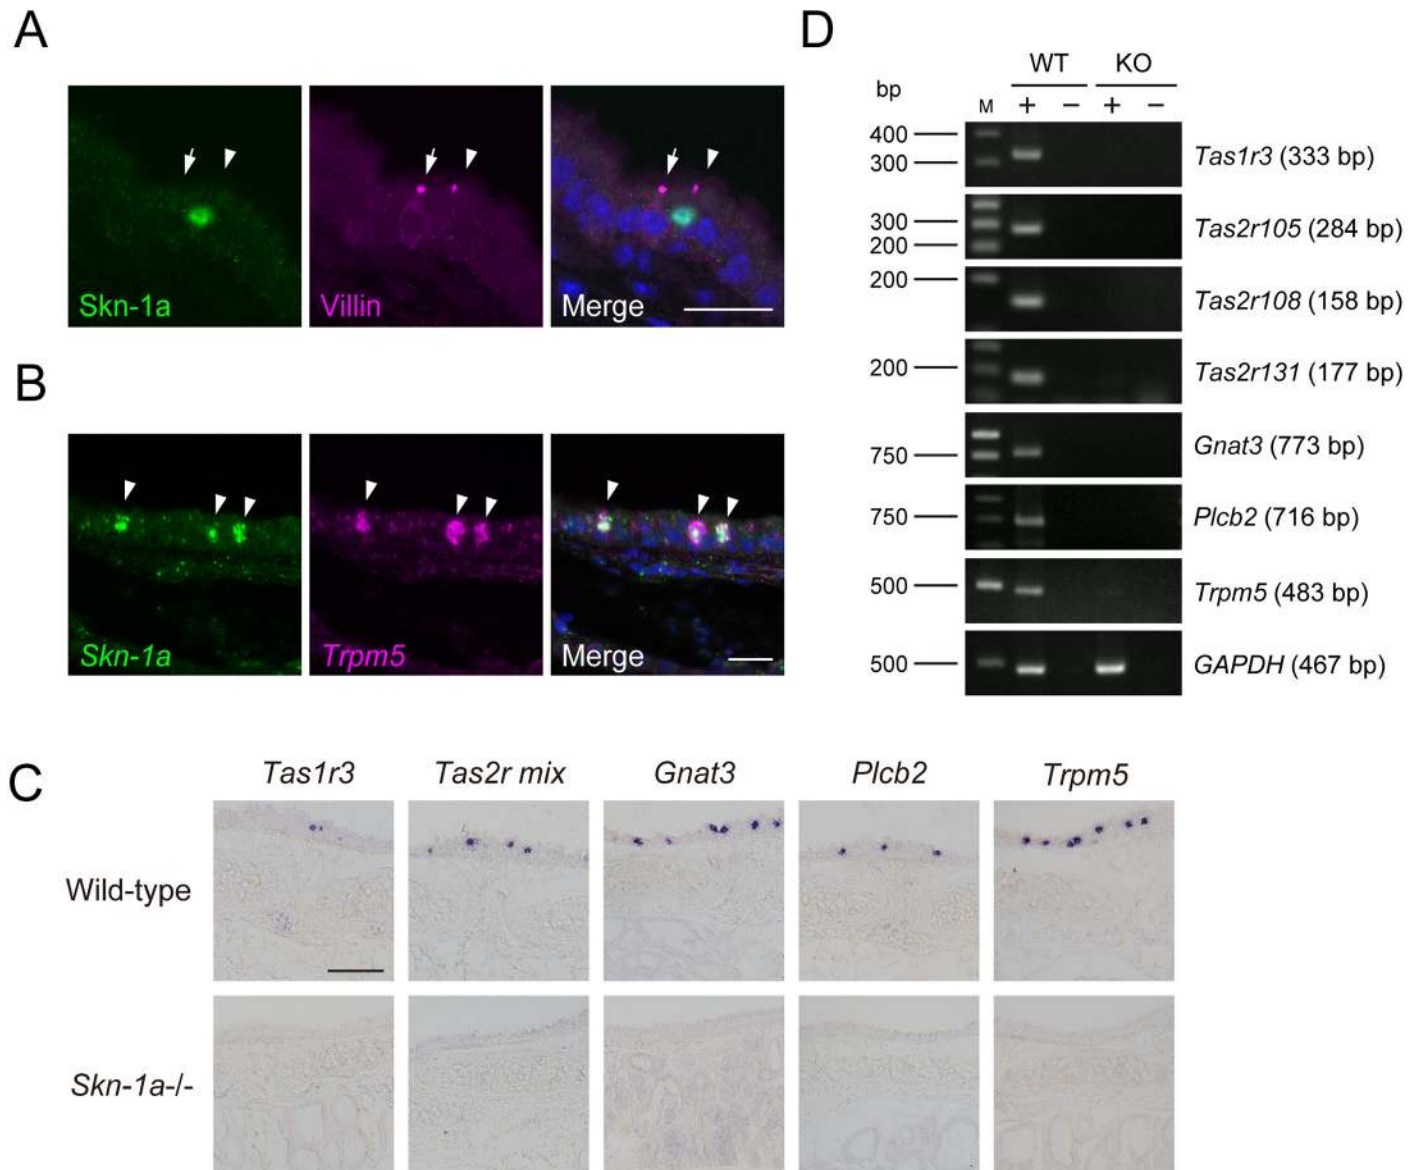 A
Skn-1a
Villin
Merge
B
Skn-1a
Trpm5
Merge
D
WT
KO
bp
M
+
−
+
−
400
300
Tas1r3 (333 bp)
300
200
Tas2r105 (284 bp)
200
Tas2r108 (158 bp)
200
Tas2r131 (177 bp)
750
Gnat3 (773 bp)
750
Plcb2 (716 bp)
500
Trpm5 (483 bp)
500
GAPDH (467 bp)
C
Tas1r3
Tas2r mix
Gnat3
Plcb2
Trpm5
Wild-type
Skn-1a-/-